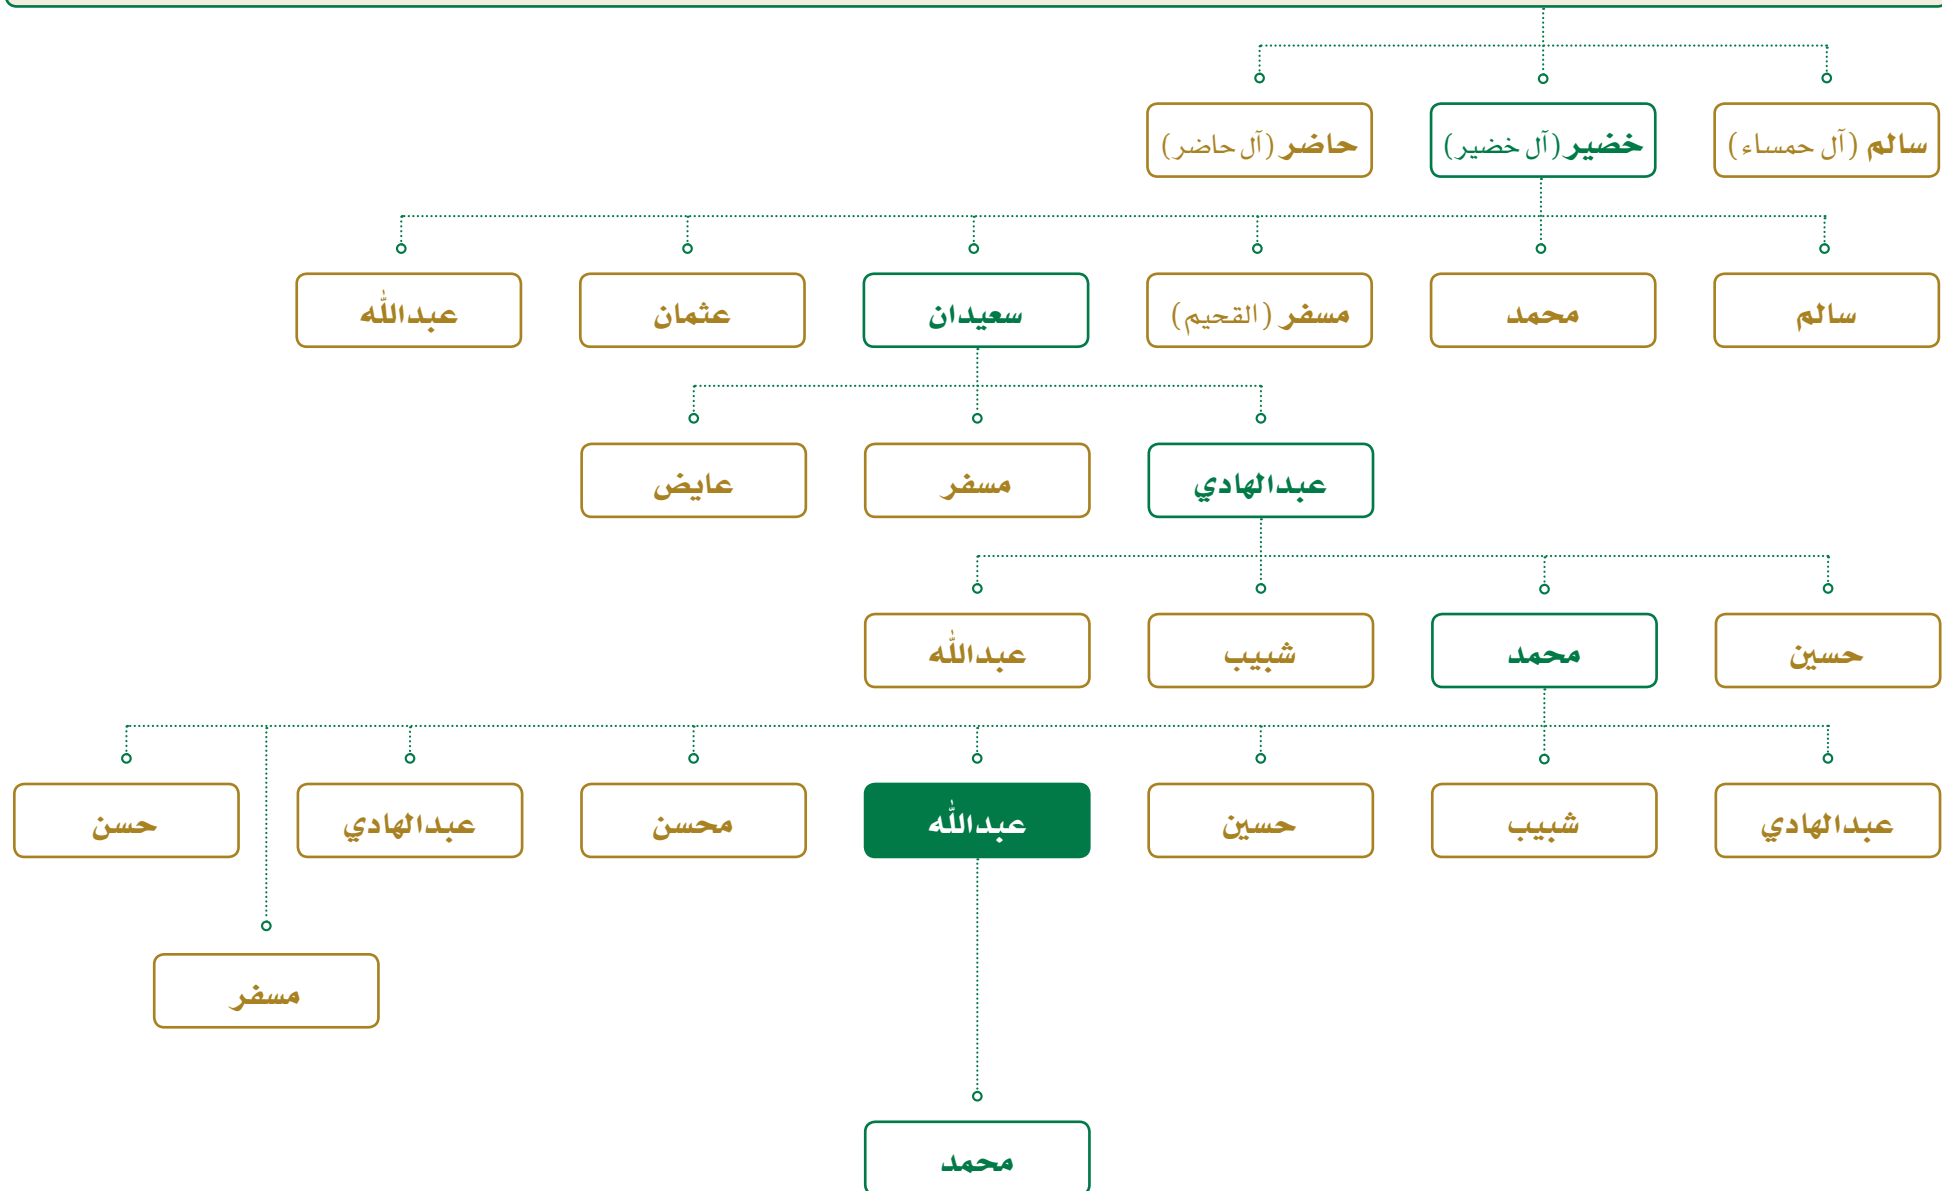 سالم (آل حمساء)
خضير (آل خضير)
حاضر (آل حاضر)
سالم
محمد
مسفر (القحيم)
سعيدان
عثمان
عبدالله
عبدالهادي
مسفر
عايض
حسين
محمد
شبيب
عبدالله
عبدالهادي
شبيب
حسين
عبدالله
محسن
عبدالهادي
حسن
مسفر
محمد